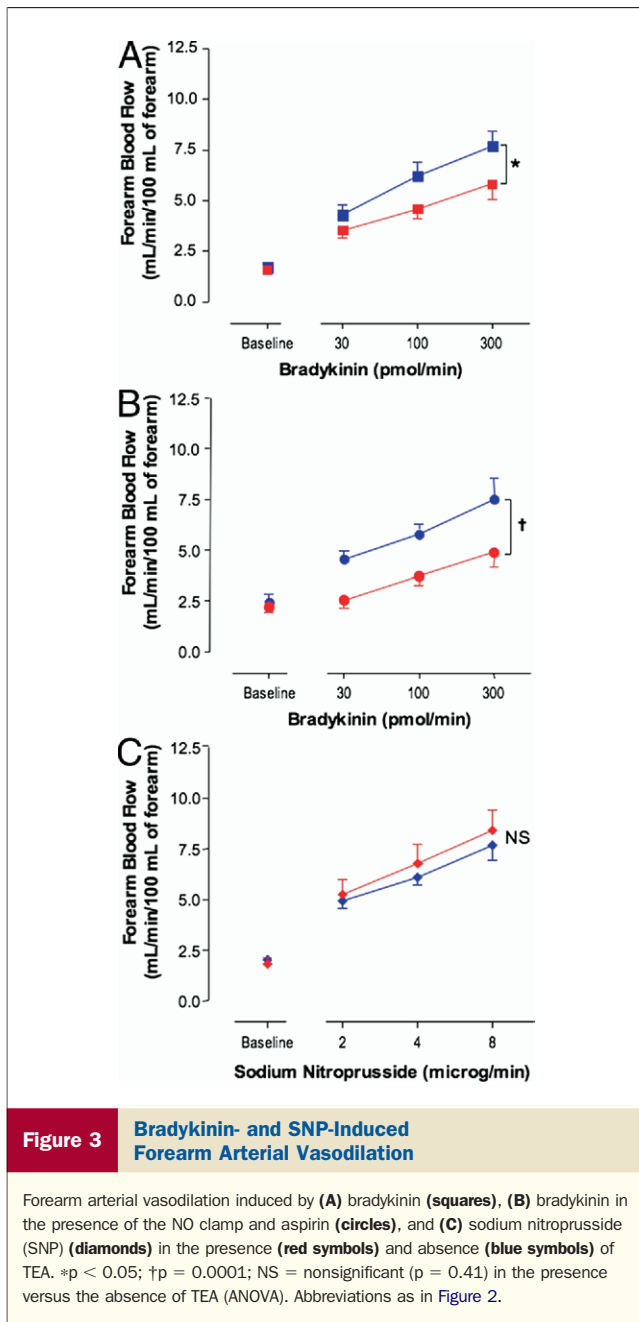 A
Forearm Blood Flow
(mL/min/100 mL of forearm)
12.5
10.0
7.5
5.0
2.5
0.0
*
Baseline
30
100
300
Bradykinin (pmol/min)
B
Forearm Blood Flow
(mL/min/100 mL of forearm)
12.5
10.0
7.5
5.0
2.5
0.0
†
Baseline
30
100
300
Bradykinin (pmol/min)
C
Forearm Blood Flow
(mL/min/100 mL of forearm)
12.5
10.0
7.5
5.0
2.5
0.0
NS
Baseline
2
4
8
Sodium Nitroprusside (microg/min)
Figure 3
Bradykinin- and SNP-Induced
Forearm Arterial Vasodilation
Forearm arterial vasodilation induced by (A) bradykinin (squares), (B) bradykinin in
the presence of the NO clamp and aspirin (circles), and (C) sodium nitroprusside
(SNP) (diamonds) in the presence (red symbols) and absence (blue symbols) of
TEA. *p < 0.05; †p = 0.0001; NS = nonsignificant (p = 0.41) in the presence
versus the absence of TEA (ANOVA). Abbreviations as in Figure 2.